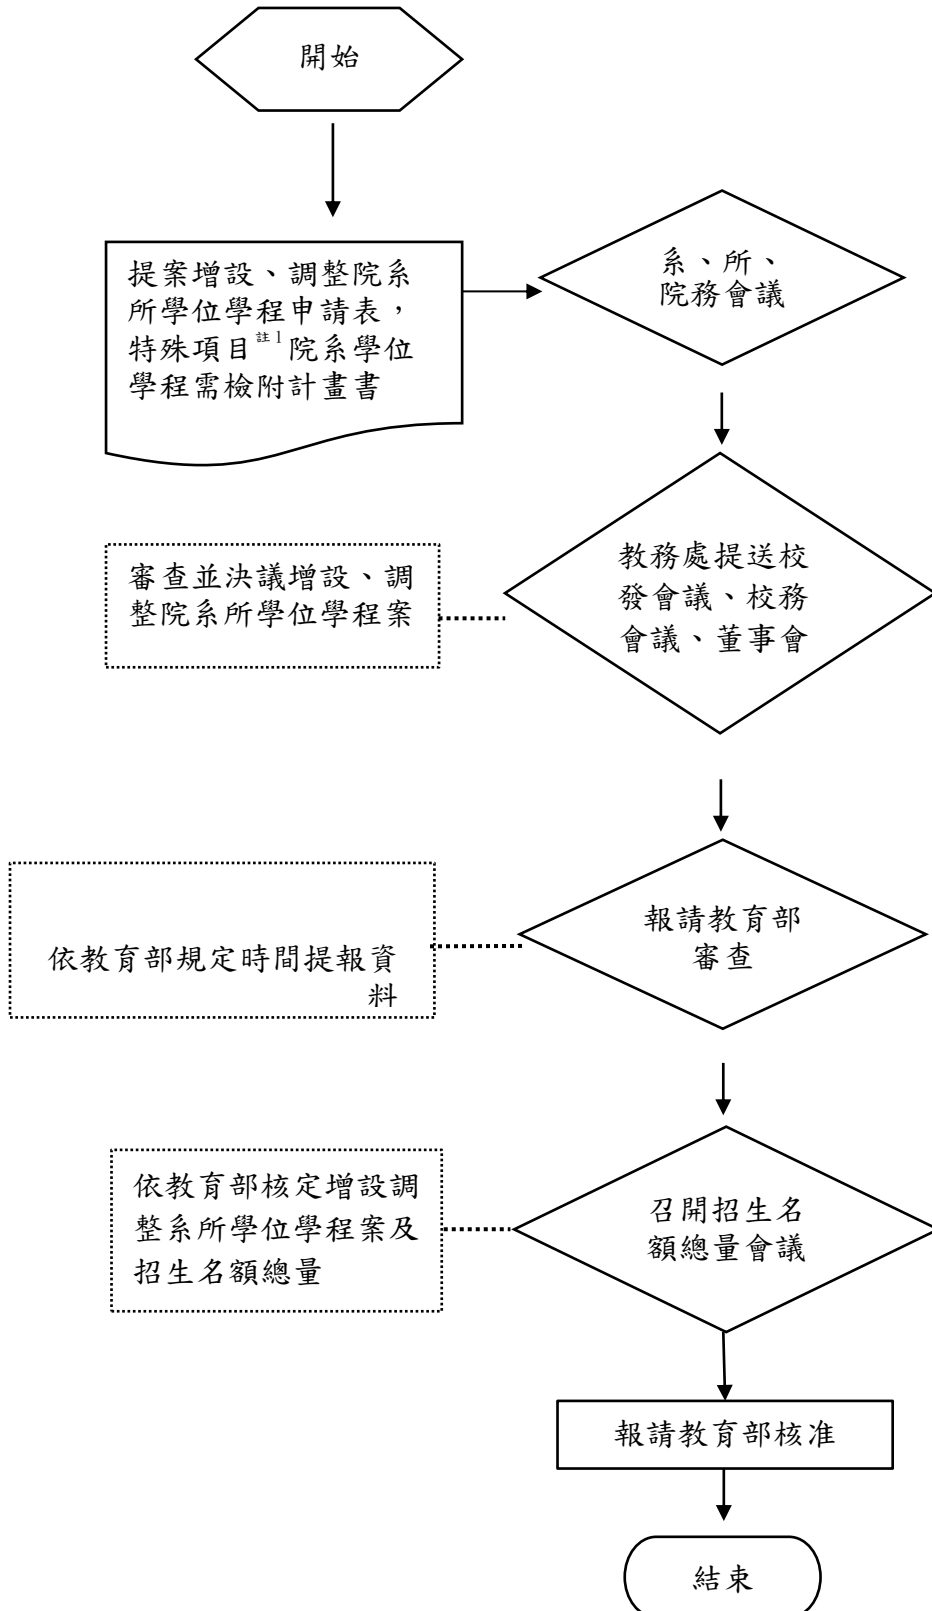 開始
提案增設、調整院系
所學位學程申請表，
特殊項目註1院系學位
學程需檢附計畫書
系、所、
院務會議
審查並決議增設、調
整院系所學位學程案
教務處提送校
發會議、校務
會議、董事會
依教育部規定時間提報資
料
報請教育部
審查
依教育部核定增設調
整系所學位學程案及
招生名額總量
召開招生名
額總量會議
報請教育部核准
結束